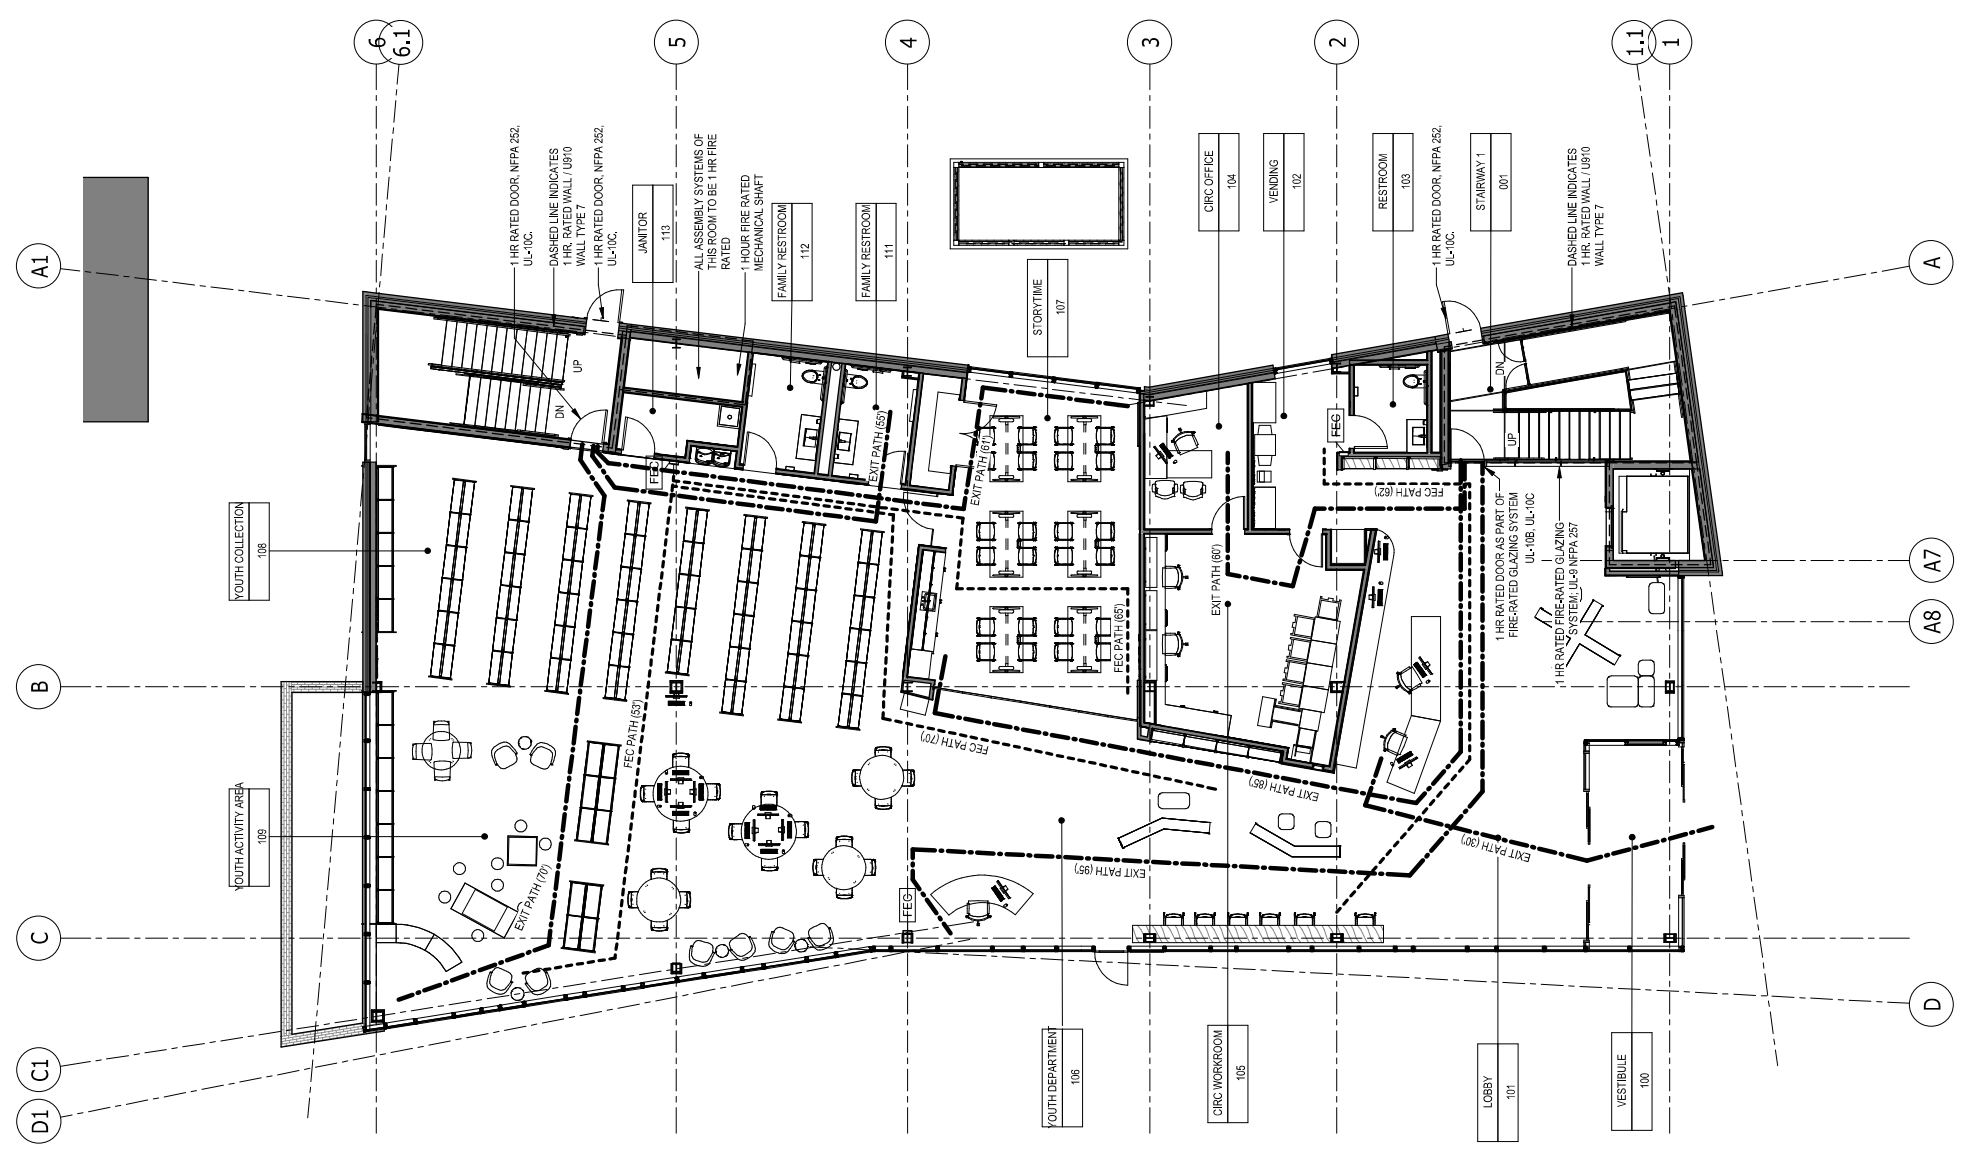 6
6.1
5
4
3
2
1.1
1
A1
B
C
C1
D1
A
A7
A8
D
1 HR RATED DOOR, NFPA 252,
UL-10C.
DASHED LINE INDICATES
1 HR. RATED WALL / U910
WALL TYPE 7
1 HR RATED DOOR, NFPA 252,
UL-10C.
JANITOR
113
ALL ASSEMBLY SYSTEMS OF
THIS ROOM TO BE 1 HR FIRE
RATED
1 HOUR FIRE RATED
MECHANICAL SHAFT
FAMILY RESTROOM
112
FAMILY RESTROOM
111
STORYTIME
107
CIRC OFFICE
104
VENDING
102
RESTROOM
103
1 HR RATED DOOR, NFPA 252,
UL-10C.
STAIRWAY 1
001
DASHED LINE INDICATES
1 HR. RATED WALL / U910
WALL TYPE 7
UP
DN
DN
UP
FEC
FEC
FEC
EXIT PATH (55')
EXIT PATH (61')
FEC PATH (62')
EXIT PATH (60')
FEC PATH (65')
FEC PATH (53')
FEC PATH (70')
EXIT PATH (85')
EXIT PATH (95')
EXIT PATH (30')
EXIT PATH (70')
1 HR RATED DOOR AS PART OF
FIRE-RATED GLAZING SYSTEM
UL-10B, UL-10C
1 HR RATED FIRE-RATED GLAZING
SYSTEM; UL-9 NFPA 257
YOUTH COLLECTION
108
YOUTH ACTIVITY AREA
109
YOUTH DEPARTMENT
106
CIRC WORKROOM
105
LOBBY
101
VESTIBULE
100